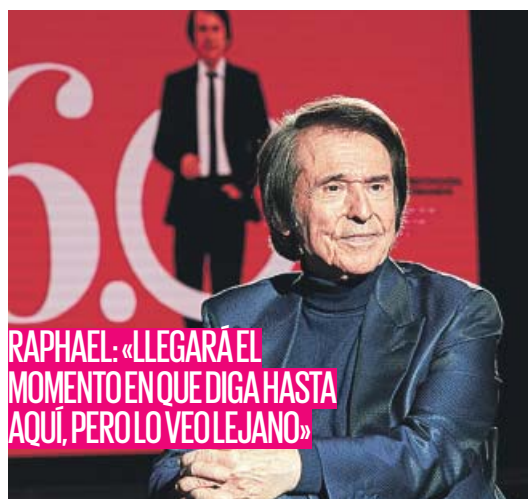 6.0
RAPHAEL: «LLEGARÁ EL
MOMENTO EN QUE DIGA HASTA
AQUÍ, PERO LO VEO LEJANO»